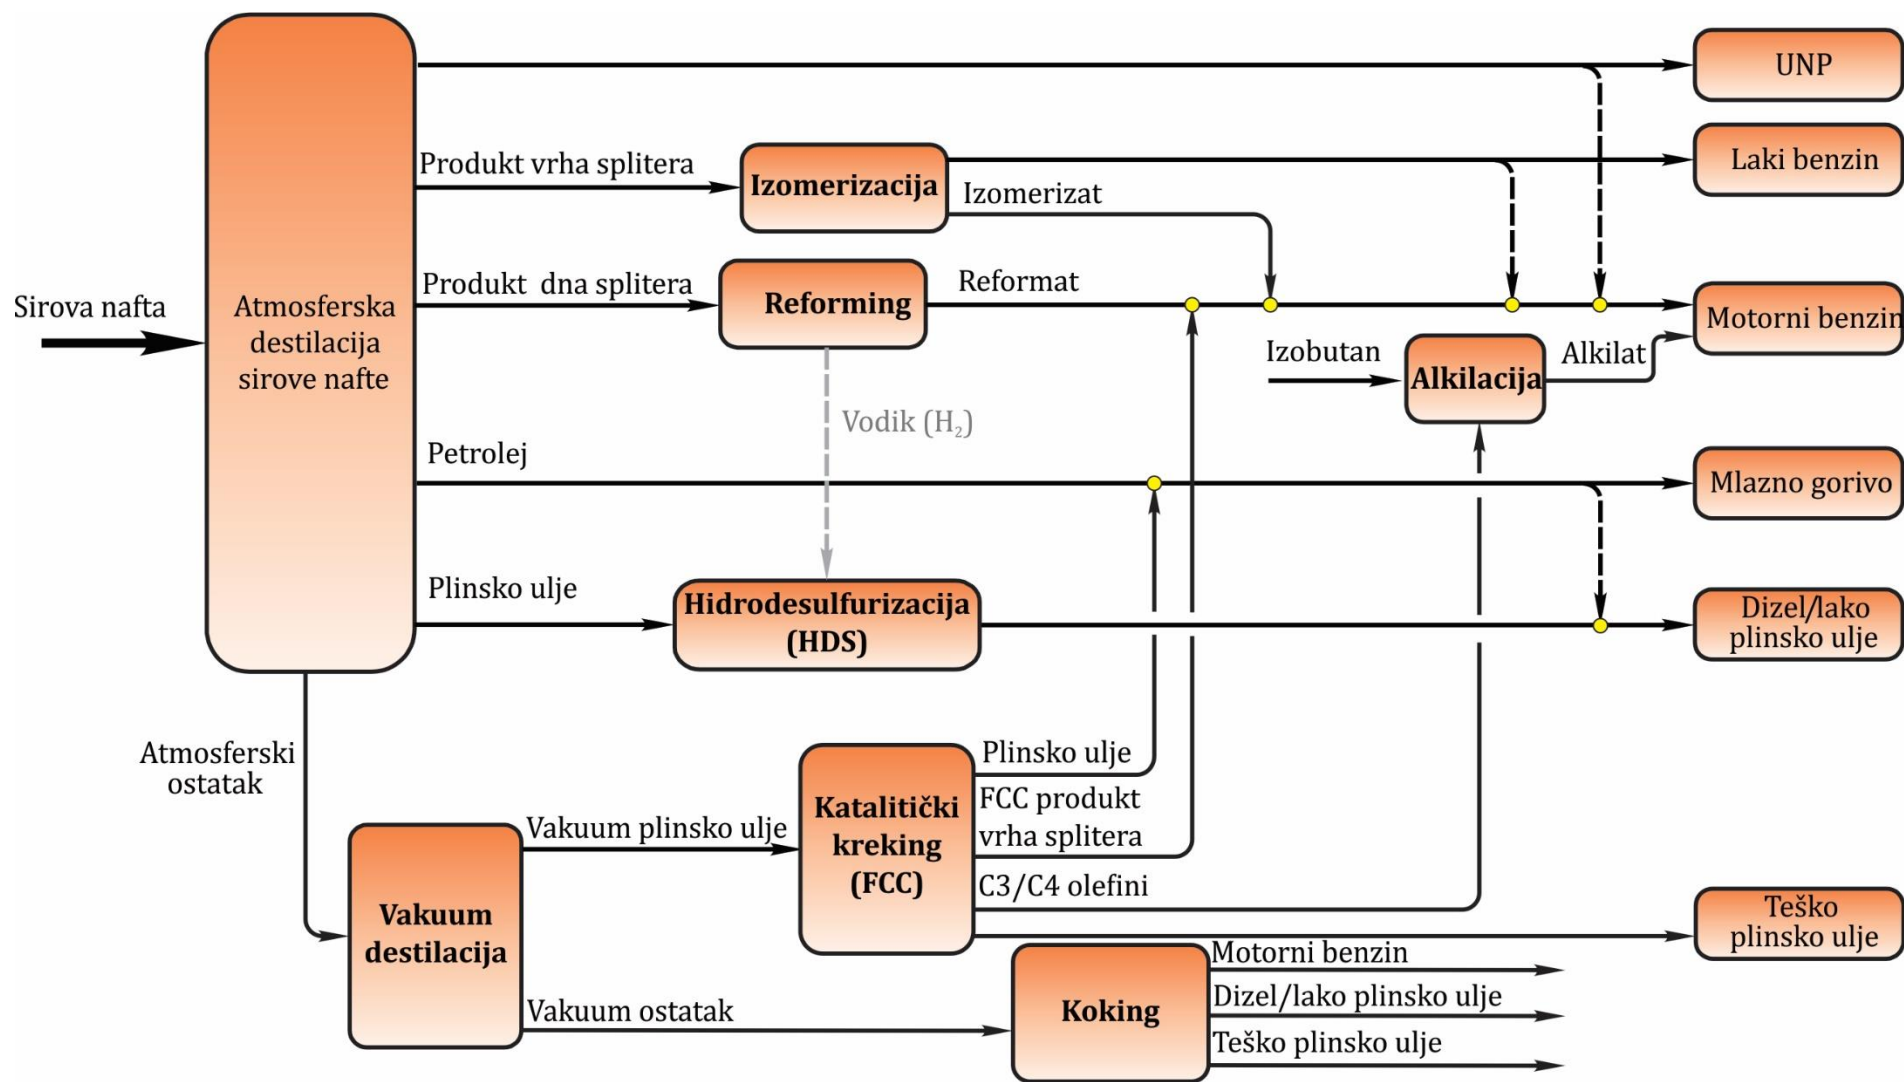 UNP
Laki benzin
Produkt vrha splitera
Izomerizacija
Izomerizat
Produkt dna splitera
Reforming
Reformat
Sirova nafta
Atmosferska
destilacija
sirove nafte
Motorni benzin
Izobutan
Alkilacija
Alkilat
Vodik (H₂)
Petrolej
Mlazno gorivo
Plinsko ulje
Hidrodesulfurizacija
(HDS)
Dizel/lako
plinsko ulje
Atmosferski
ostatak
Plinsko ulje
FCC produkt
vrha splitera
C3/C4 olefini
Katalitički
kreking
(FCC)
Vakuum plinsko ulje
Vakuum
destilacija
Vakuum ostatak
Teško
plinsko ulje
Koking
Motorni benzin
Dizel/lako plinsko ulje
Teško plinsko ulje